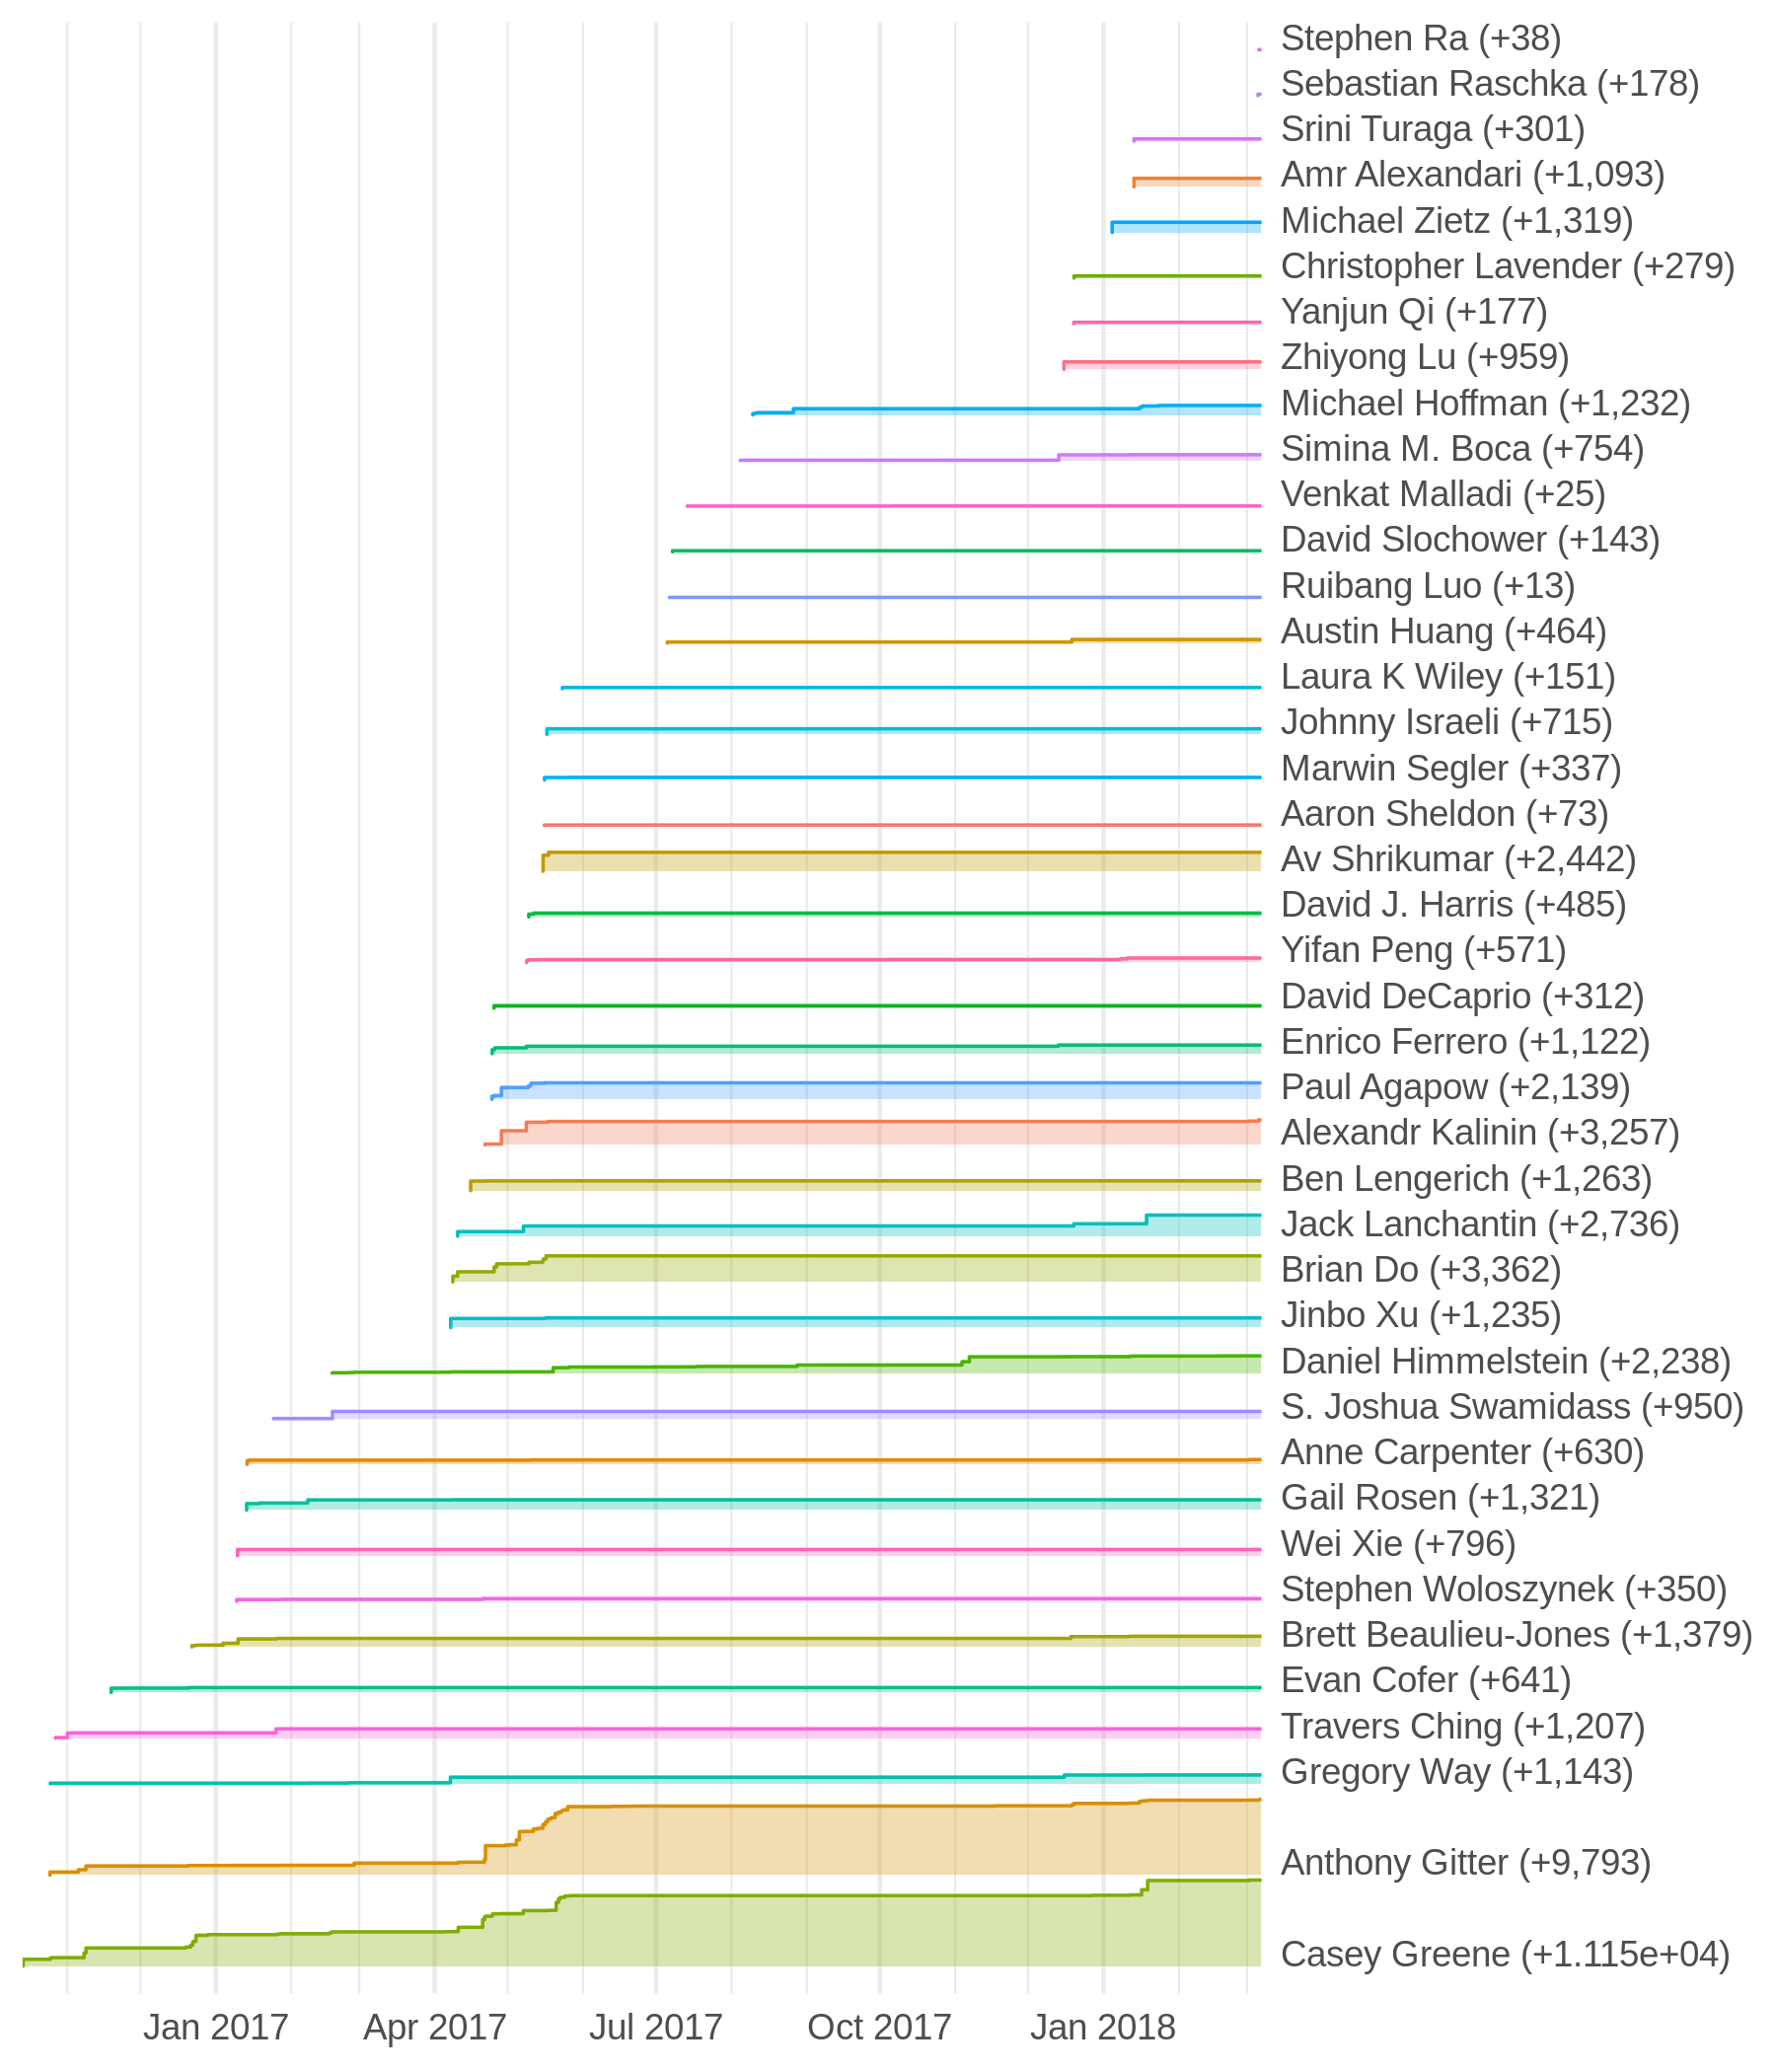 Stephen Ra (+38)
Sebastian Raschka (+178)
Srini Turaga (+301)
Amr Alexandari (+1,093)
Michael Zietz (+1,319)
Christopher Lavender (+279)
Yanjun Qi (+177)
Zhiyong Lu (+959)
Michael Hoffman (+1,232)
Simina M. Boca (+754)
Venkat Malladi (+25)
David Slochower (+143)
Ruibang Luo (+13)
Austin Huang (+464)
Laura K Wiley (+151)
Johnny Israeli (+715)
Marwin Segler (+337)
Aaron Sheldon (+73)
Av Shrikumar (+2,442)
David J. Harris (+485)
Yifan Peng (+571)
David DeCaprio (+312)
Enrico Ferrero (+1,122)
Paul Agapow (+2,139)
Alexandr Kalinin (+3,257)
Ben Lengerich (+1,263)
Jack Lanchantin (+2,736)
Brian Do (+3,362)
Jinbo Xu (+1,235)
Daniel Himmelstein (+2,238)
S. Joshua Swamidass (+950)
Anne Carpenter (+630)
Gail Rosen (+1,321)
Wei Xie (+796)
Stephen Woloszynek (+350)
Brett Beaulieu-Jones (+1,379)
Evan Cofer (+641)
Travers Ching (+1,207)
Gregory Way (+1,143)
Anthony Gitter (+9,793)
Casey Greene (+1.115e+04)
Jan 2017 Apr 2017 Jul 2017 Oct 2017 Jan 2018